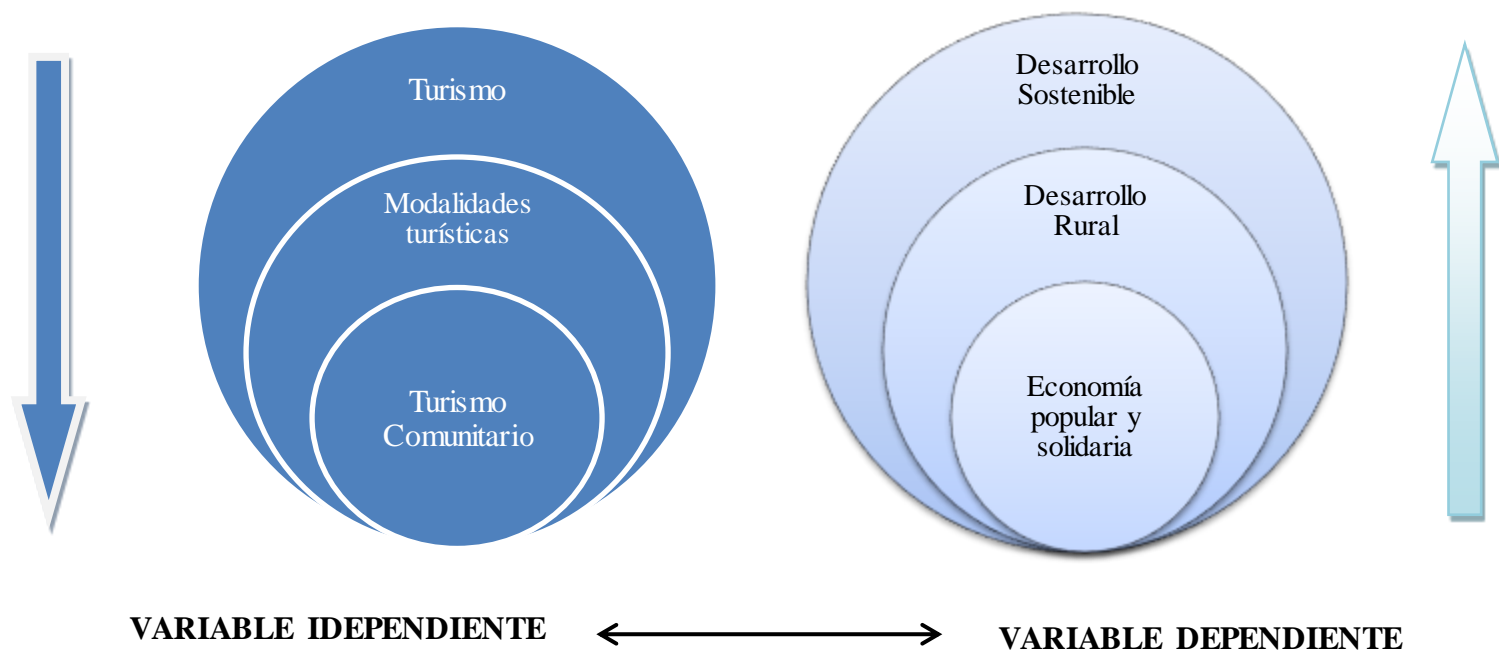 Turismo
Modalidades
turísticas
Turismo
Comunitario
Desarrollo
Sostenible
Desarrollo
Rural
Economía
popular y
solidaria
VARIABLE IDEPENDIENTE
VARIABLE DEPENDIENTE